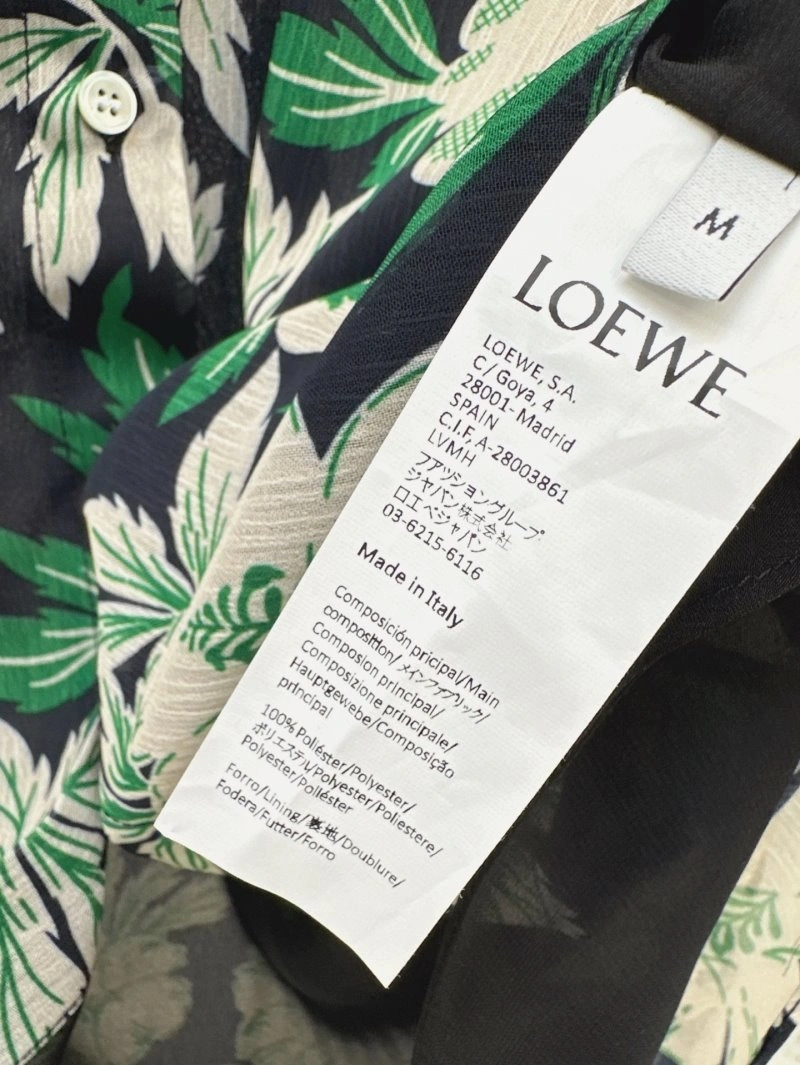 M
LOEWE
LOEWE, S.A.
C/Goya, 4
28001- Madrid
SPAIN
C.I.F, A-28003861
LVMH
ファッショングループ
ジャパン株式会社
ロエベジャパン
03-6215-6116
Made in Italy
Composición pricipal/Main
composition/メインファブリック/
Composion principal/
Composizione principale/
Hauptgewebe/Composição
principal
100% Poliéster/Polyester/
ポリエステル/Polyester/Poliestere/
Polyester/Poliéster
Forro/Lining/裏地/Doublure/
Fodera/Futter/Forro